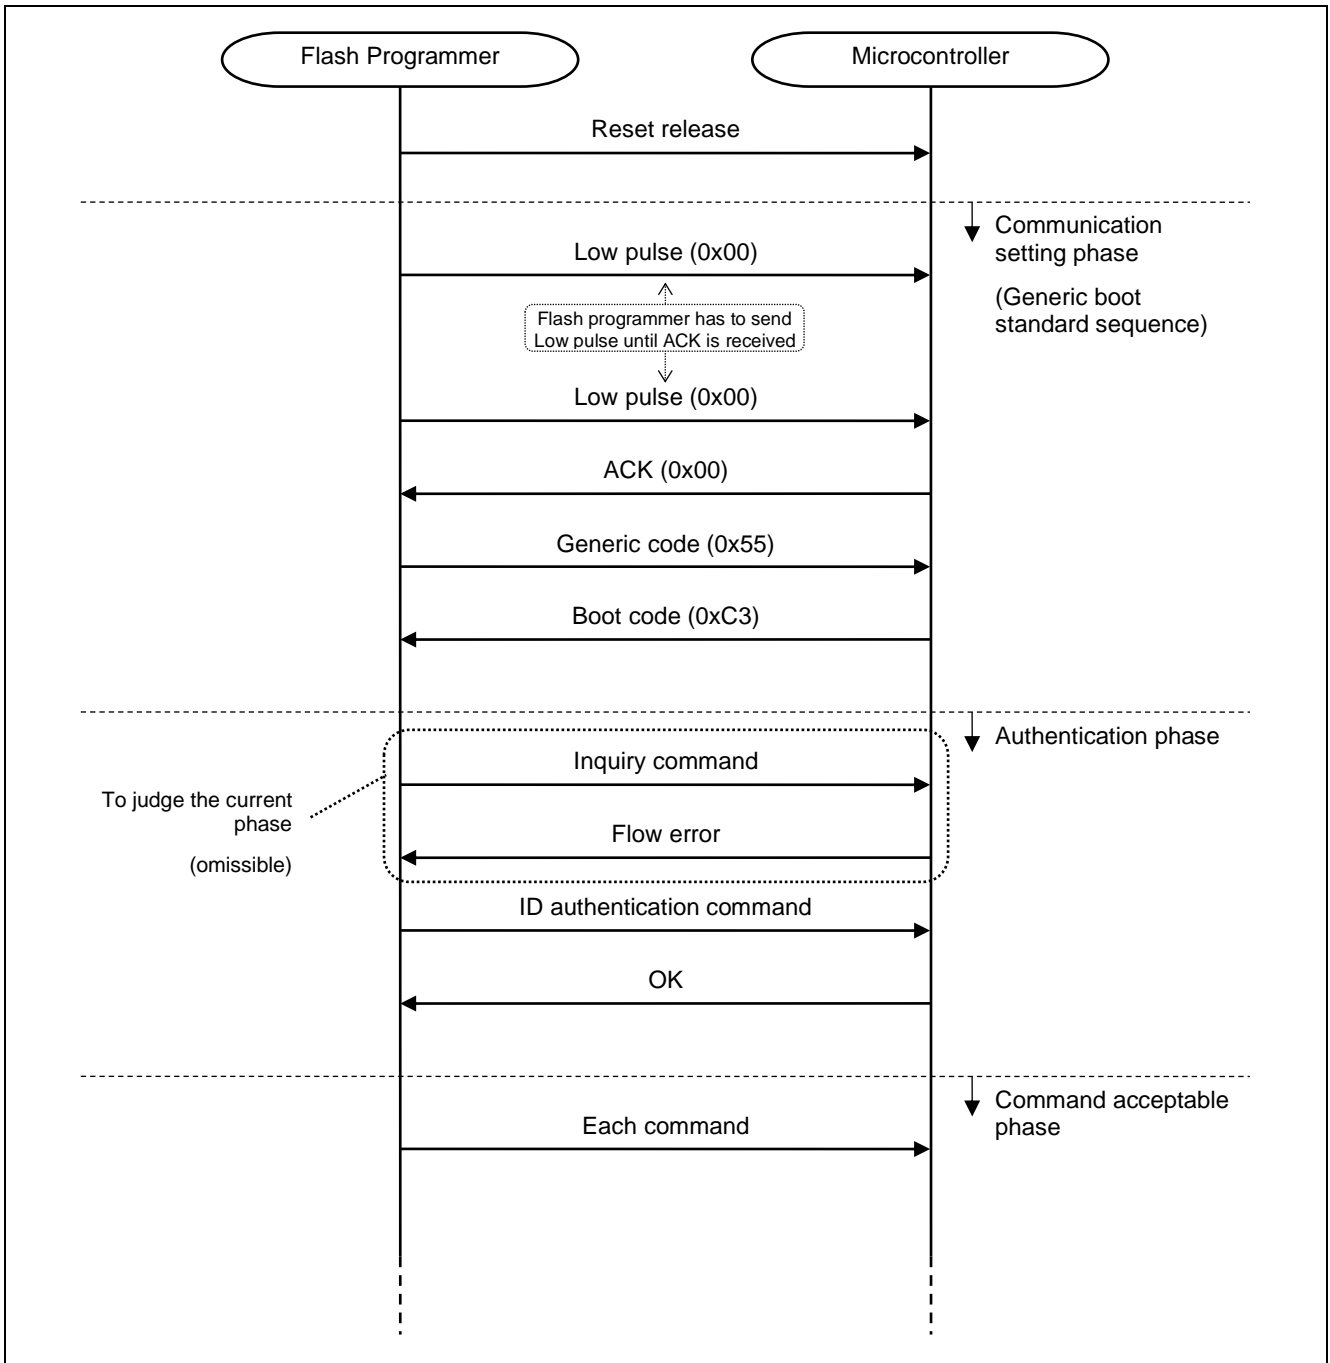 Flash Programmer
Microcontroller
Reset release
Communication
setting phase
(Generic boot
standard sequence)
Low pulse (0x00)
Flash programmer has to send
Low pulse until ACK is received
Low pulse (0x00)
ACK (0x00)
Generic code (0x55)
Boot code (0xC3)
Authentication phase
Inquiry command
To judge the current
phase
(omissible)
Flow error
ID authentication command
OK
Command acceptable
phase
Each command